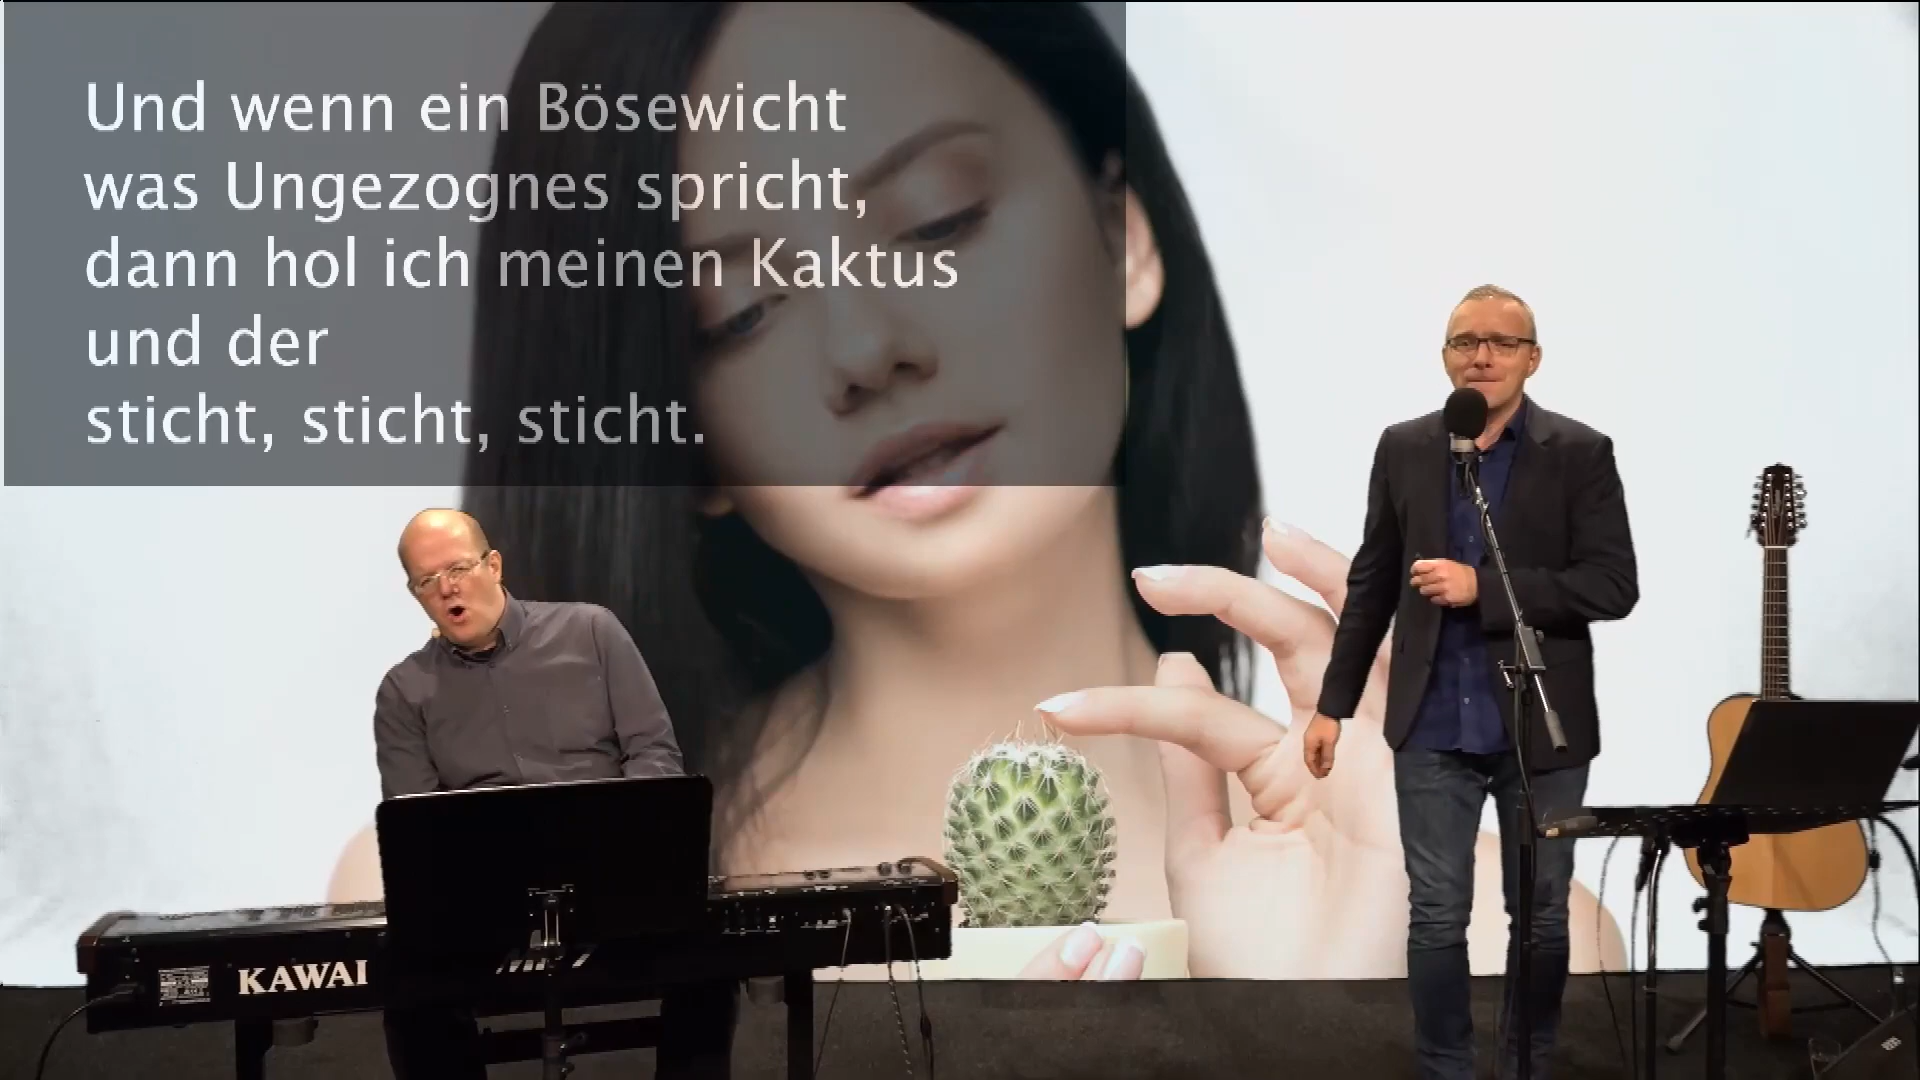 Und wenn ein Bösewicht
was Ungezognes spricht,
dann hol ich meinen Kaktus
und der
sticht, sticht, sticht.
KAWAI